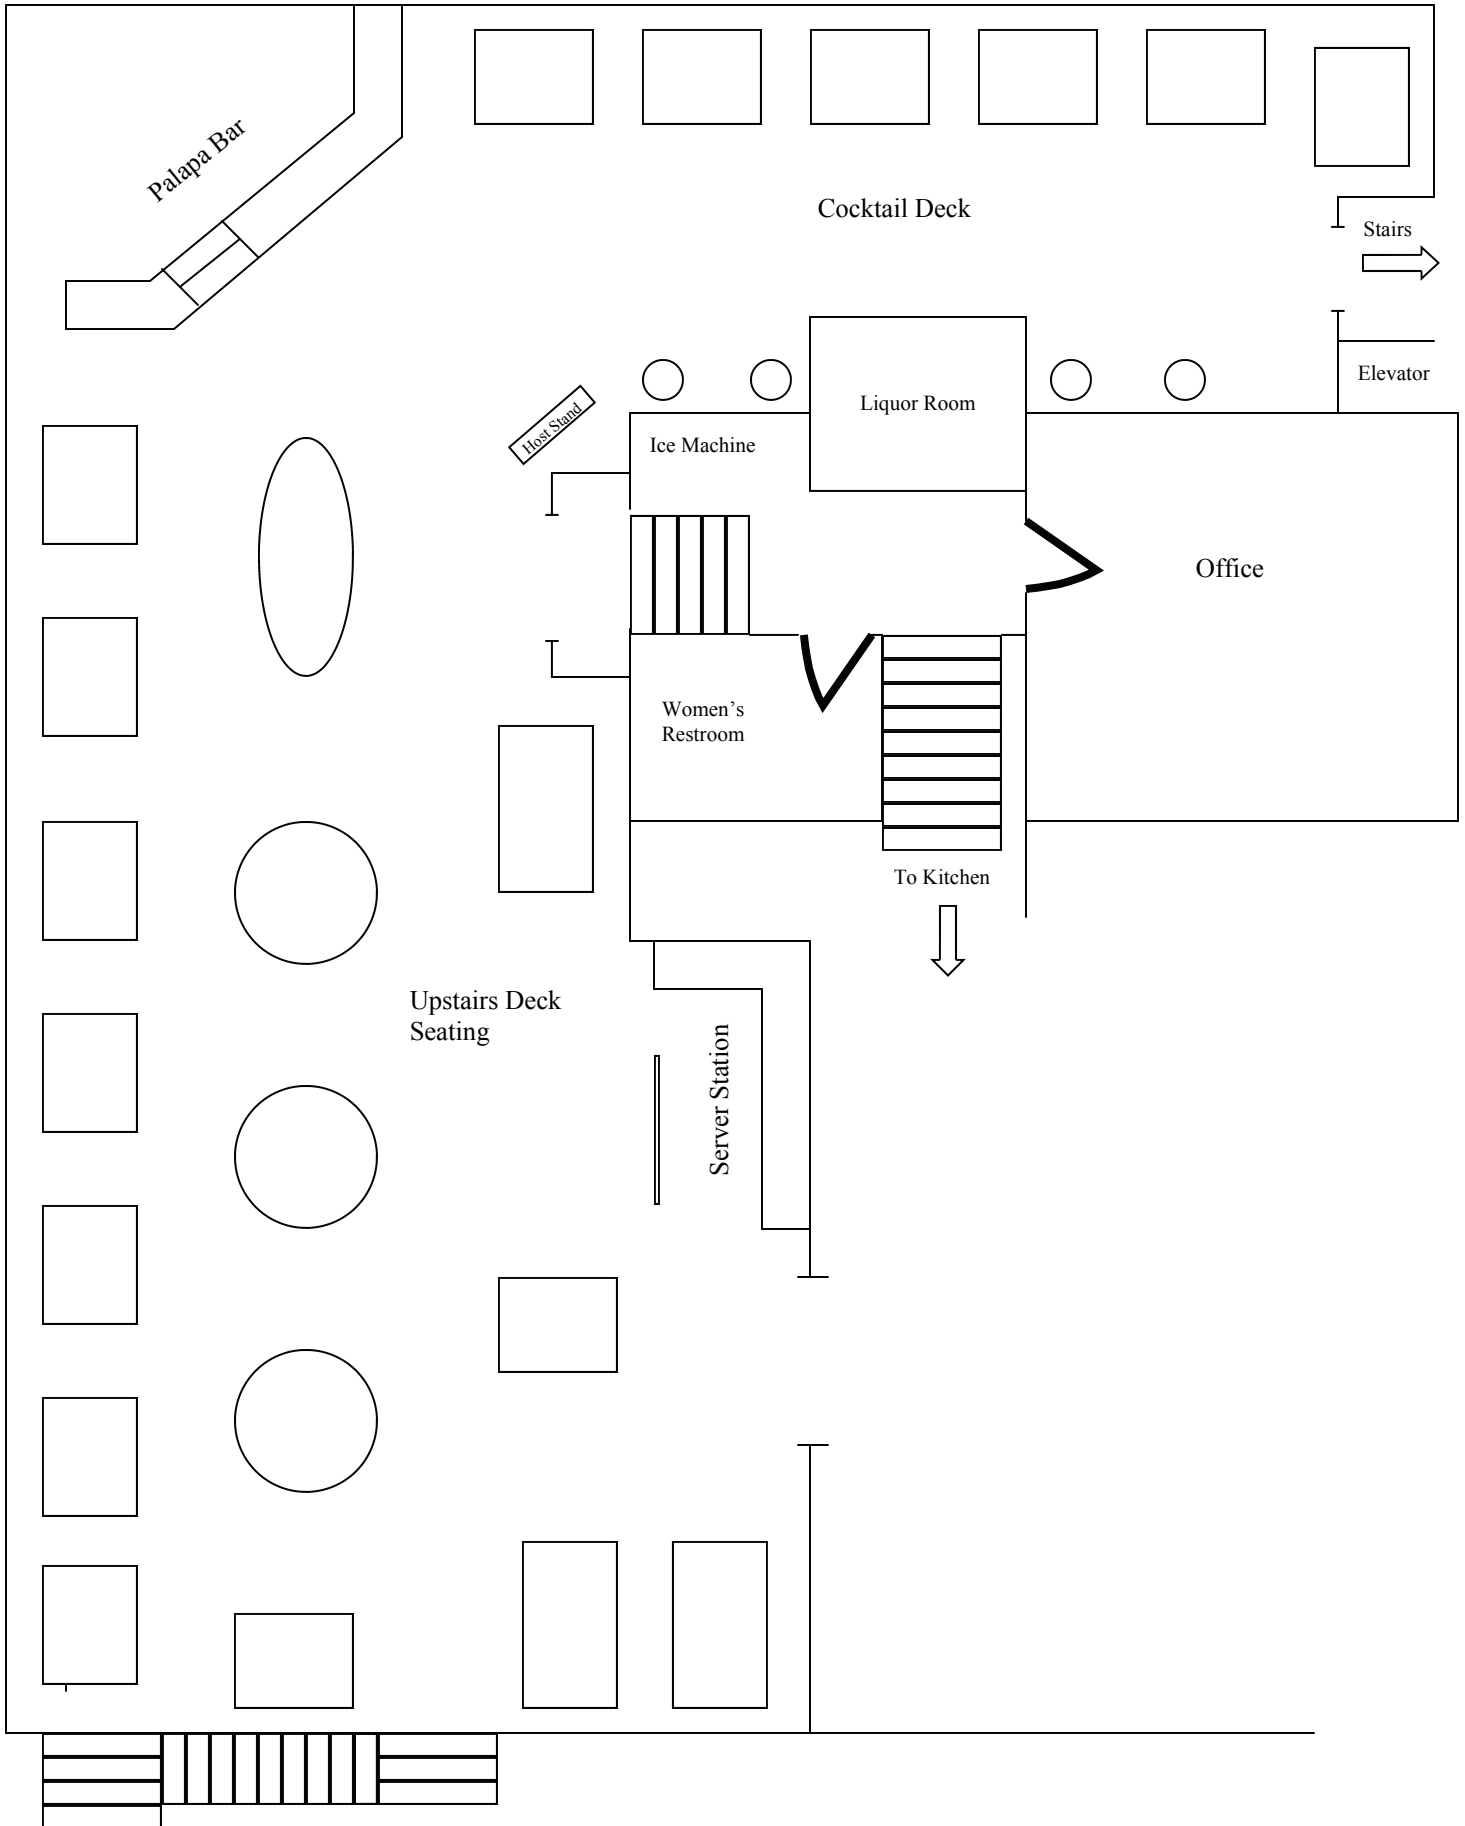 Palapa Bar
Cocktail Deck
Stairs
Elevator
Liquor Room
Host Stand
Ice Machine
Office
Women’s
Restroom
To Kitchen
Upstairs Deck
Seating
Server Station